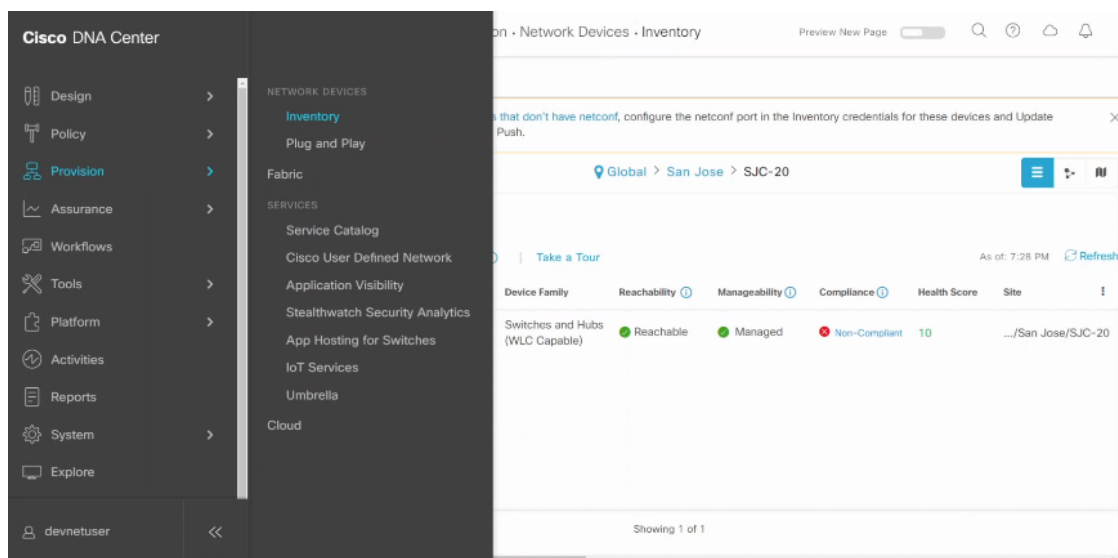 Cisco DNA Center
Design
Policy
Provision
Assurance
Workflows
Tools
Platform
Activities
Reports
System
Explore
devnetuser
NETWORK DEVICES
Inventory
Plug and Play
Fabric
SERVICES
Service Catalog
Cisco User Defined Network
Application Visibility
Stealthwatch Security Analytics
App Hosting for Switches
IoT Services
Umbrella
Cloud
on · Network Devices · Inventory
Preview New Page
s that don't have netconf, configure the netconf port in the Inventory credentials for these devices and Update
Push.
Global > San Jose > SJC-20
Take a Tour
As of: 7:28 PM Refresh
Device Family Reachability Manageability Compliance Health Score Site
Switches and Hubs (WLC Capable) Reachable Managed Non-Compliant 10 .../San Jose/SJC-20
Showing 1 of 1